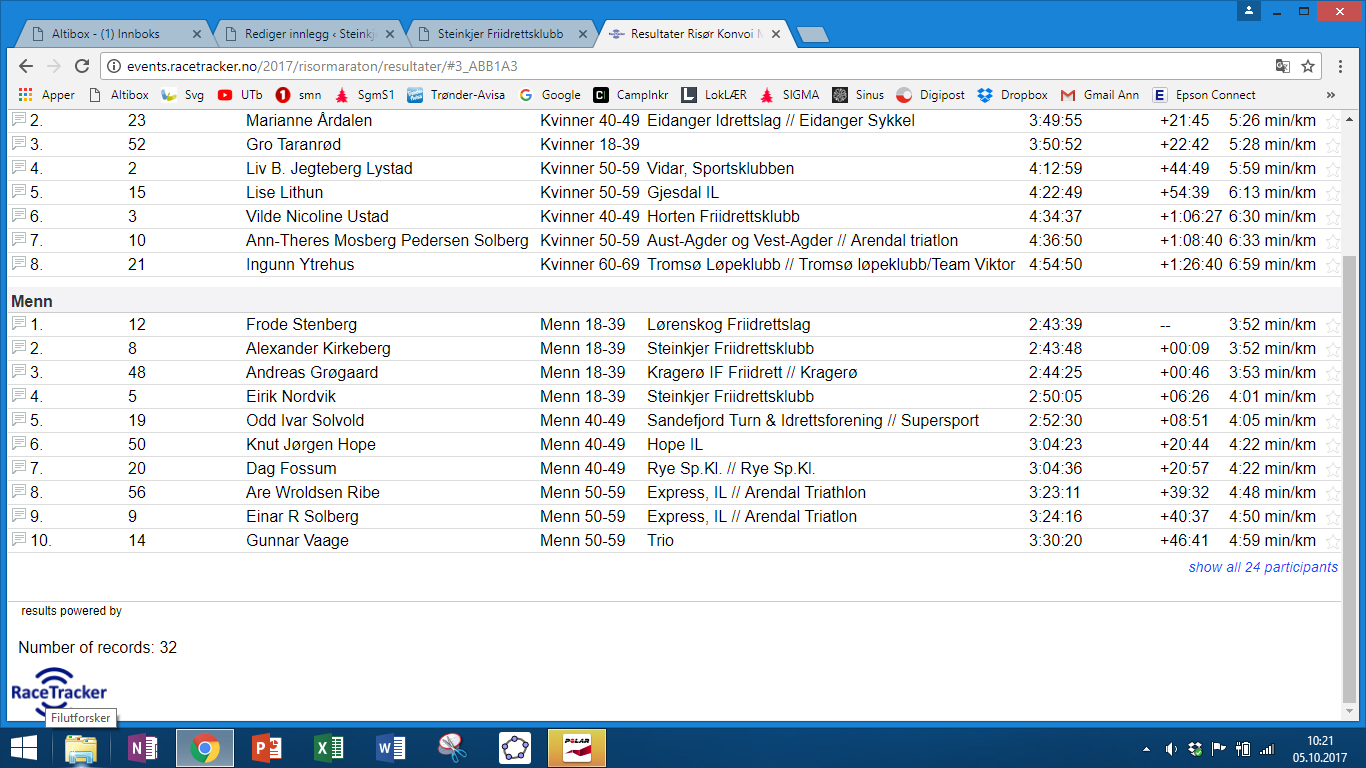 Altibox - (1) Innboks
Rediger innlegg ‹ Steinkj
Steinkjer Friidrettsklubb
Resultater Risør Konvoi M
events.racetracker.no/2017/risormaraton/resultater/#3_ABB1A3
Apper Altibox Svg UTb smn SgmS1 Trønder-Avisa Google CampInkr LokLÆR SIGMA Sinus Digipost Dropbox Gmail Ann Epson Connect »
2. 23 Marianne Årdalen Kvinner 40-49 Eidanger Idrettslag // Eidanger Sykkel 3:49:55 +21:45 5:26 min/km
3. 52 Gro Taranrød Kvinner 18-39 3:50:52 +22:42 5:28 min/km
4. 2 Liv B. Jegteberg Lystad Kvinner 50-59 Vidar, Sportsklubben 4:12:59 +44:49 5:59 min/km
5. 15 Lise Lithun Kvinner 50-59 Gjesdal IL 4:22:49 +54:39 6:13 min/km
6. 3 Vilde Nicoline Ustad Kvinner 40-49 Horten Friidrettsklubb 4:34:37 +1:06:27 6:30 min/km
7. 10 Ann-Theres Mosberg Pedersen Solberg Kvinner 50-59 Aust-Agder og Vest-Agder // Arendal triatlon 4:36:50 +1:08:40 6:33 min/km
8. 21 Ingunn Ytrehus Kvinner 60-69 Tromsø Løpeklubb // Tromsø løpeklubb/Team Viktor 4:54:50 +1:26:40 6:59 min/km
Menn
1. 12 Frode Stenberg Menn 18-39 Lørenskog Friidrettslag 2:43:39 -- 3:52 min/km
2. 8 Alexander Kirkeberg Menn 18-39 Steinkjer Friidrettsklubb 2:43:48 +00:09 3:52 min/km
3. 48 Andreas Grøgaard Menn 18-39 Kragerø IF Friidrett // Kragerø 2:44:25 +00:46 3:53 min/km
4. 5 Eirik Nordvik Menn 18-39 Steinkjer Friidrettsklubb 2:50:05 +06:26 4:01 min/km
5. 19 Odd Ivar Solvold Menn 40-49 Sandefjord Turn & Idrettsforening // Supersport 2:52:30 +08:51 4:05 min/km
6. 50 Knut Jørgen Hope Menn 40-49 Hope IL 3:04:23 +20:44 4:22 min/km
7. 20 Dag Fossum Menn 40-49 Rye Sp.Kl. // Rye Sp.Kl. 3:04:36 +20:57 4:22 min/km
8. 56 Are Wroldsen Ribe Menn 50-59 Express, IL // Arendal Triathlon 3:23:11 +39:32 4:48 min/km
9. 9 Einar R Solberg Menn 50-59 Express, IL // Arendal Triatlon 3:24:16 +40:37 4:50 min/km
10. 14 Gunnar Vaage Menn 50-59 Trio 3:30:20 +46:41 4:59 min/km
show all 24 participants
results powered by
Number of records: 32
RaceTracker
Filutforsker
POLAR
10:21
05.10.2017